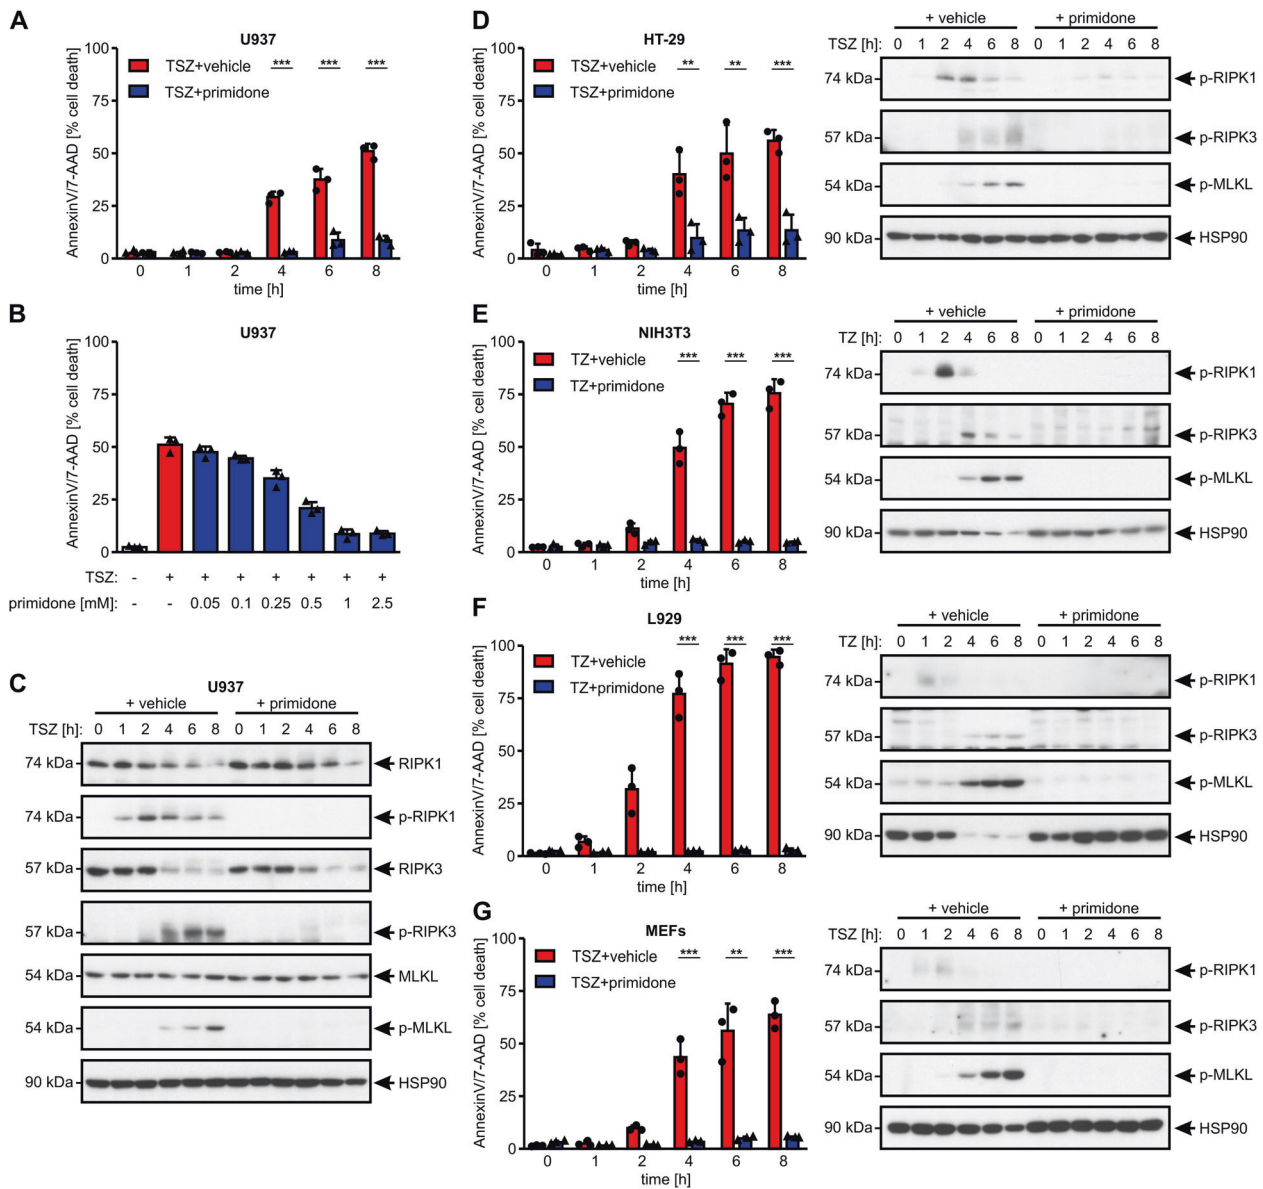 A
U937
AnnexinV/7-AAD [% cell death]
100
75
50
25
0
TSZ+vehicle
TSZ+primidone
*** *** ***
0 1 2 4 6 8
time [h]
B
U937
AnnexinV/7-AAD [% cell death]
100
75
50
25
0
TSZ: - + + + + + + +
primidone [mM]: - - 0.05 0.1 0.25 0.5 1 2.5
C
U937
+ vehicle + primidone
TSZ [h]: 0 1 2 4 6 8 0 1 2 4 6 8
74 kDa RIPK1
74 kDa p-RIPK1
57 kDa RIPK3
57 kDa p-RIPK3
54 kDa MLKL
54 kDa p-MLKL
90 kDa HSP90
D
HT-29
AnnexinV/7-AAD [% cell death]
100
75
50
25
0
TSZ+vehicle
TSZ+primidone
** ** ***
0 1 2 4 6 8
time [h]
+ vehicle + primidone
TSZ [h]: 0 1 2 4 6 8 0 1 2 4 6 8
74 kDa p-RIPK1
57 kDa p-RIPK3
54 kDa p-MLKL
90 kDa HSP90
E
NIH3T3
AnnexinV/7-AAD [% cell death]
100
75
50
25
0
TZ+vehicle
TZ+primidone
*** *** ***
0 1 2 4 6 8
time [h]
+ vehicle + primidone
TZ [h]: 0 1 2 4 6 8 0 1 2 4 6 8
74 kDa p-RIPK1
57 kDa p-RIPK3
54 kDa p-MLKL
90 kDa HSP90
F
L929
AnnexinV/7-AAD [% cell death]
100
75
50
25
0
TZ+vehicle
TZ+primidone
*** *** ***
0 1 2 4 6 8
time [h]
+ vehicle + primidone
TZ [h]: 0 1 2 4 6 8 0 1 2 4 6 8
74 kDa p-RIPK1
57 kDa p-RIPK3
54 kDa p-MLKL
90 kDa HSP90
G
MEFs
AnnexinV/7-AAD [% cell death]
100
75
50
25
0
TSZ+vehicle
TSZ+primidone
*** ** ***
0 1 2 4 6 8
time [h]
+ vehicle + primidone
TSZ [h]: 0 1 2 4 6 8 0 1 2 4 6 8
74 kDa p-RIPK1
57 kDa p-RIPK3
54 kDa p-MLKL
90 kDa HSP90